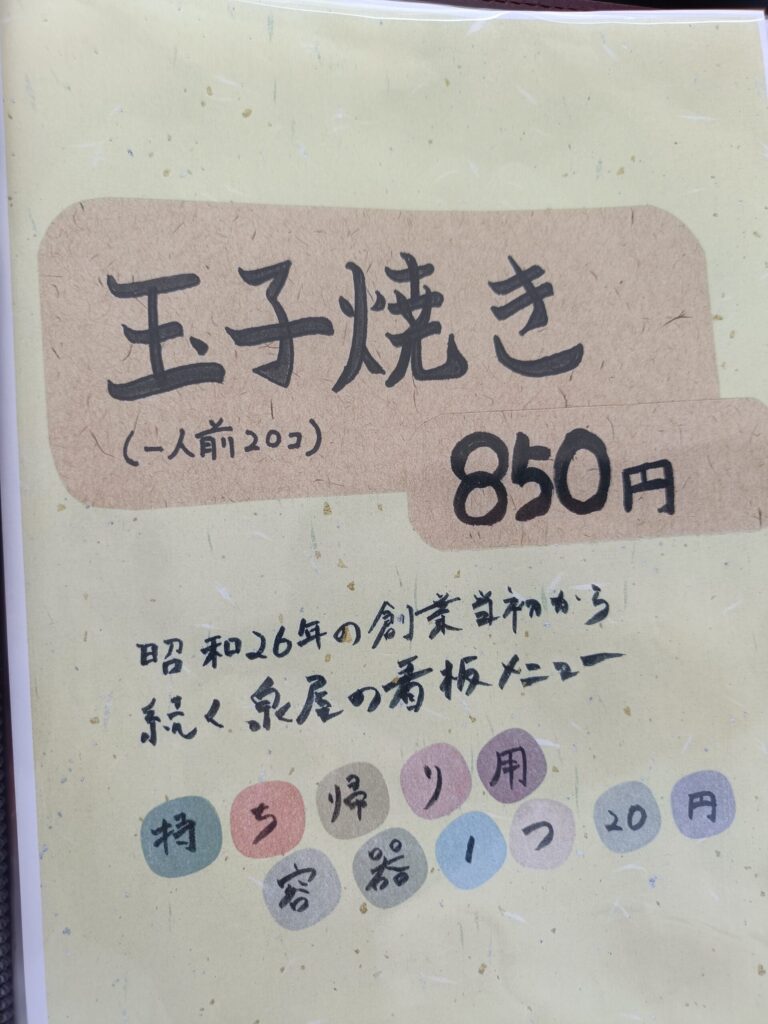 玉子焼き
(一人前20コ)
850円
昭和26年の創業当初から
続く泉屋の看板メニュー
持ち帰り用
容器1つ20円